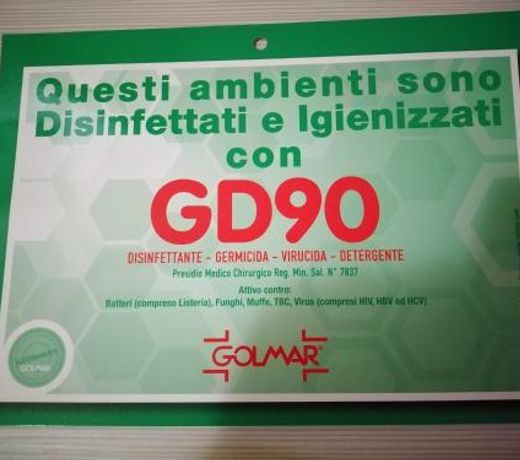 Questi ambienti sono
Disinfettati e Igienizzati
con
GD90
DISINFETTANTE - GERMICIDA - VIRUCIDA - DETERGENTE
Presidio Medico Chirurgico Reg. Min. Sal. N° 7837
Attivo contro:
Batteri (compreso Listeria), Funghi, Muffe, TBC, Virus (compresi HIV, HBV ed HCV)
GOLMAR
GOLMAR